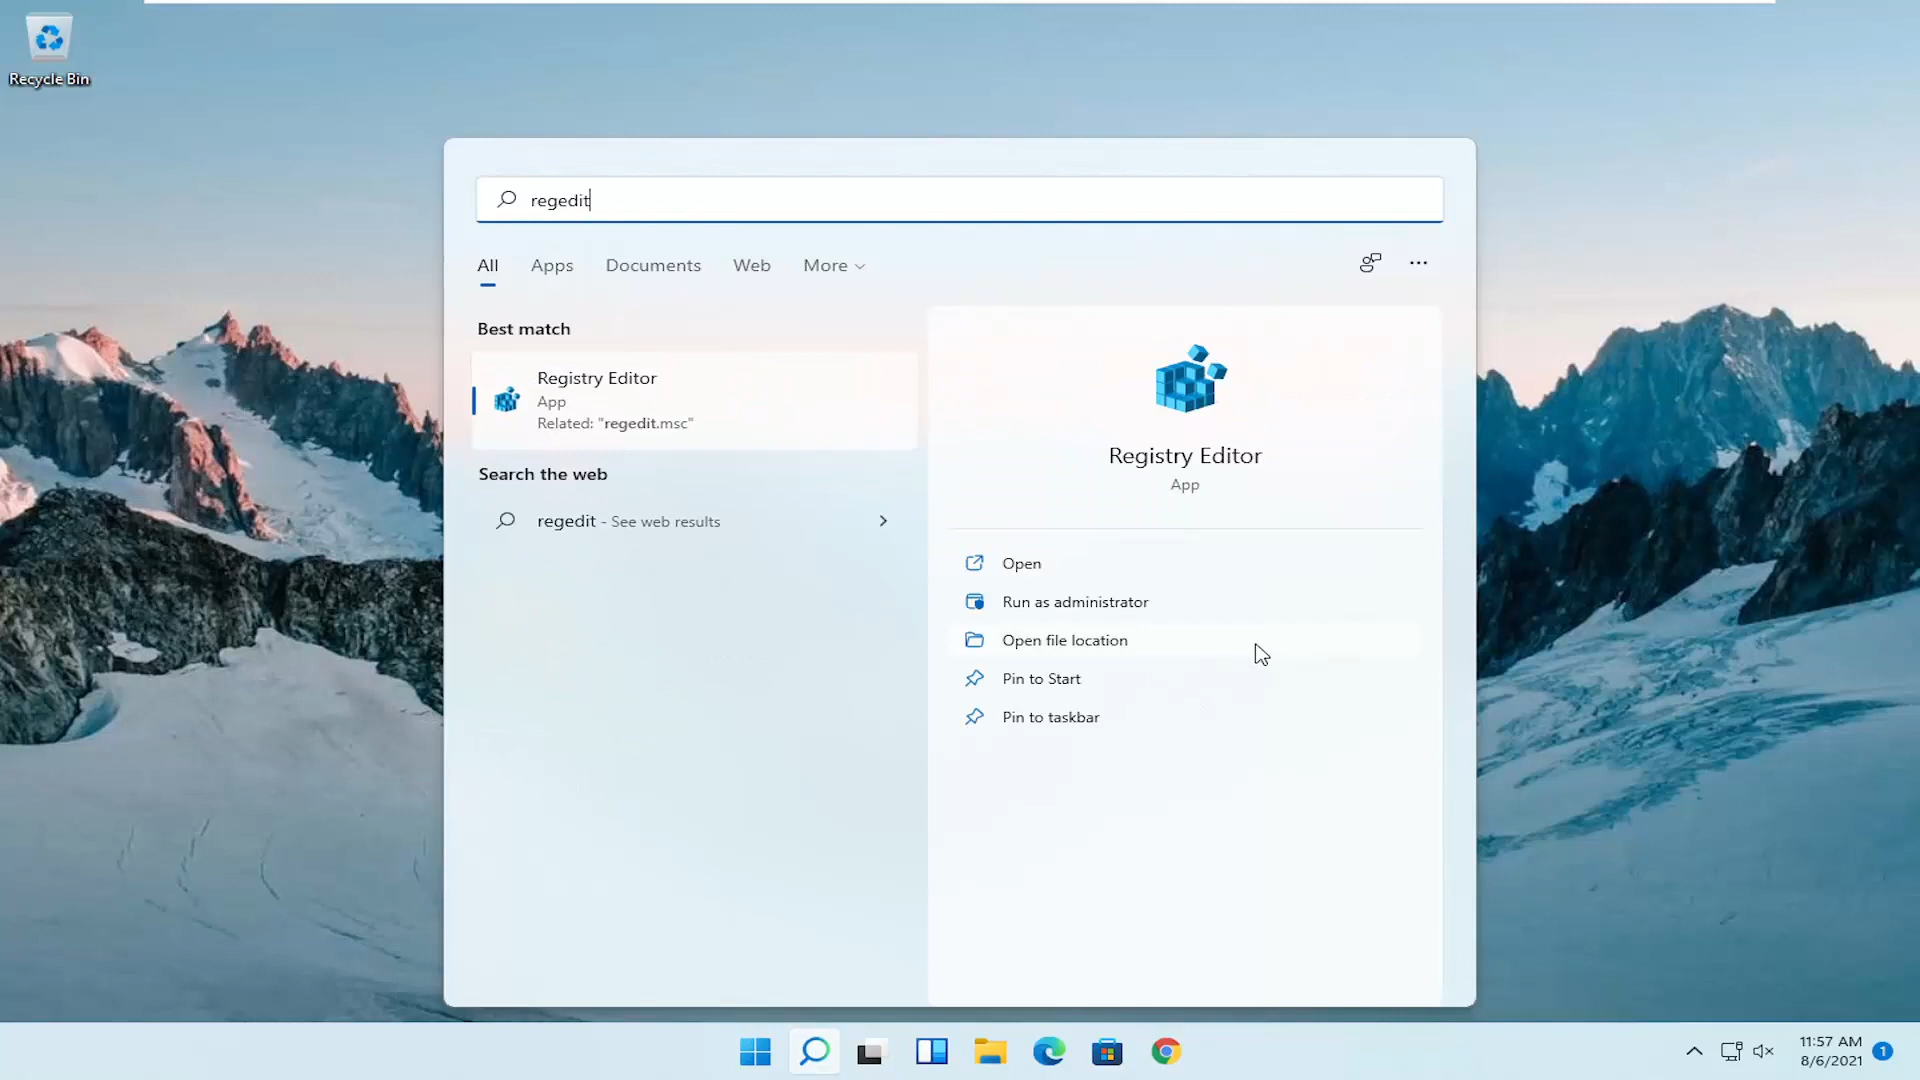 Recycle Bin
regedit
All
Apps
Documents
Web
More
Best match
Registry Editor
App
Related: "regedit.msc"
Search the web
regedit - See web results
Registry Editor
App
Open
Run as administrator
Open file location
Pin to Start
Pin to taskbar
11:57 AM
8/6/2021
1